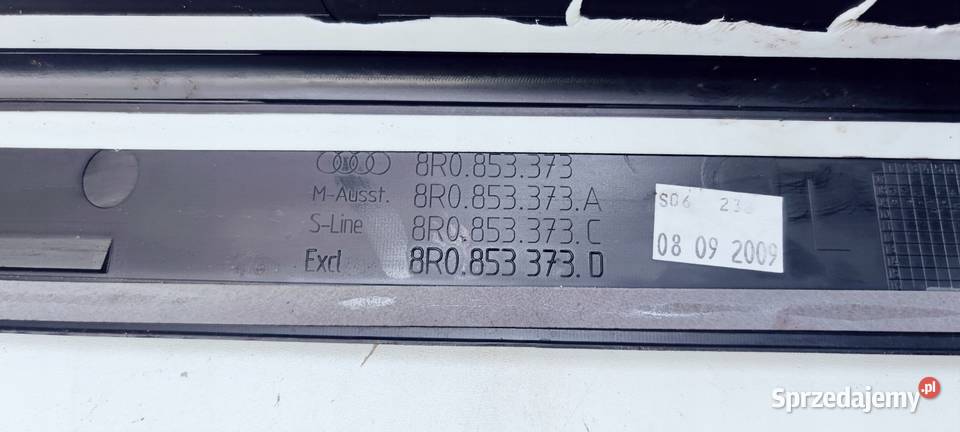 8R0.853.373
M-Ausst. 8R0.853.373.A
S-Line 8R0.853.373.C
Excl 8R0.853 373.D
S06
08 09 2009
Sprzedajemy.pl